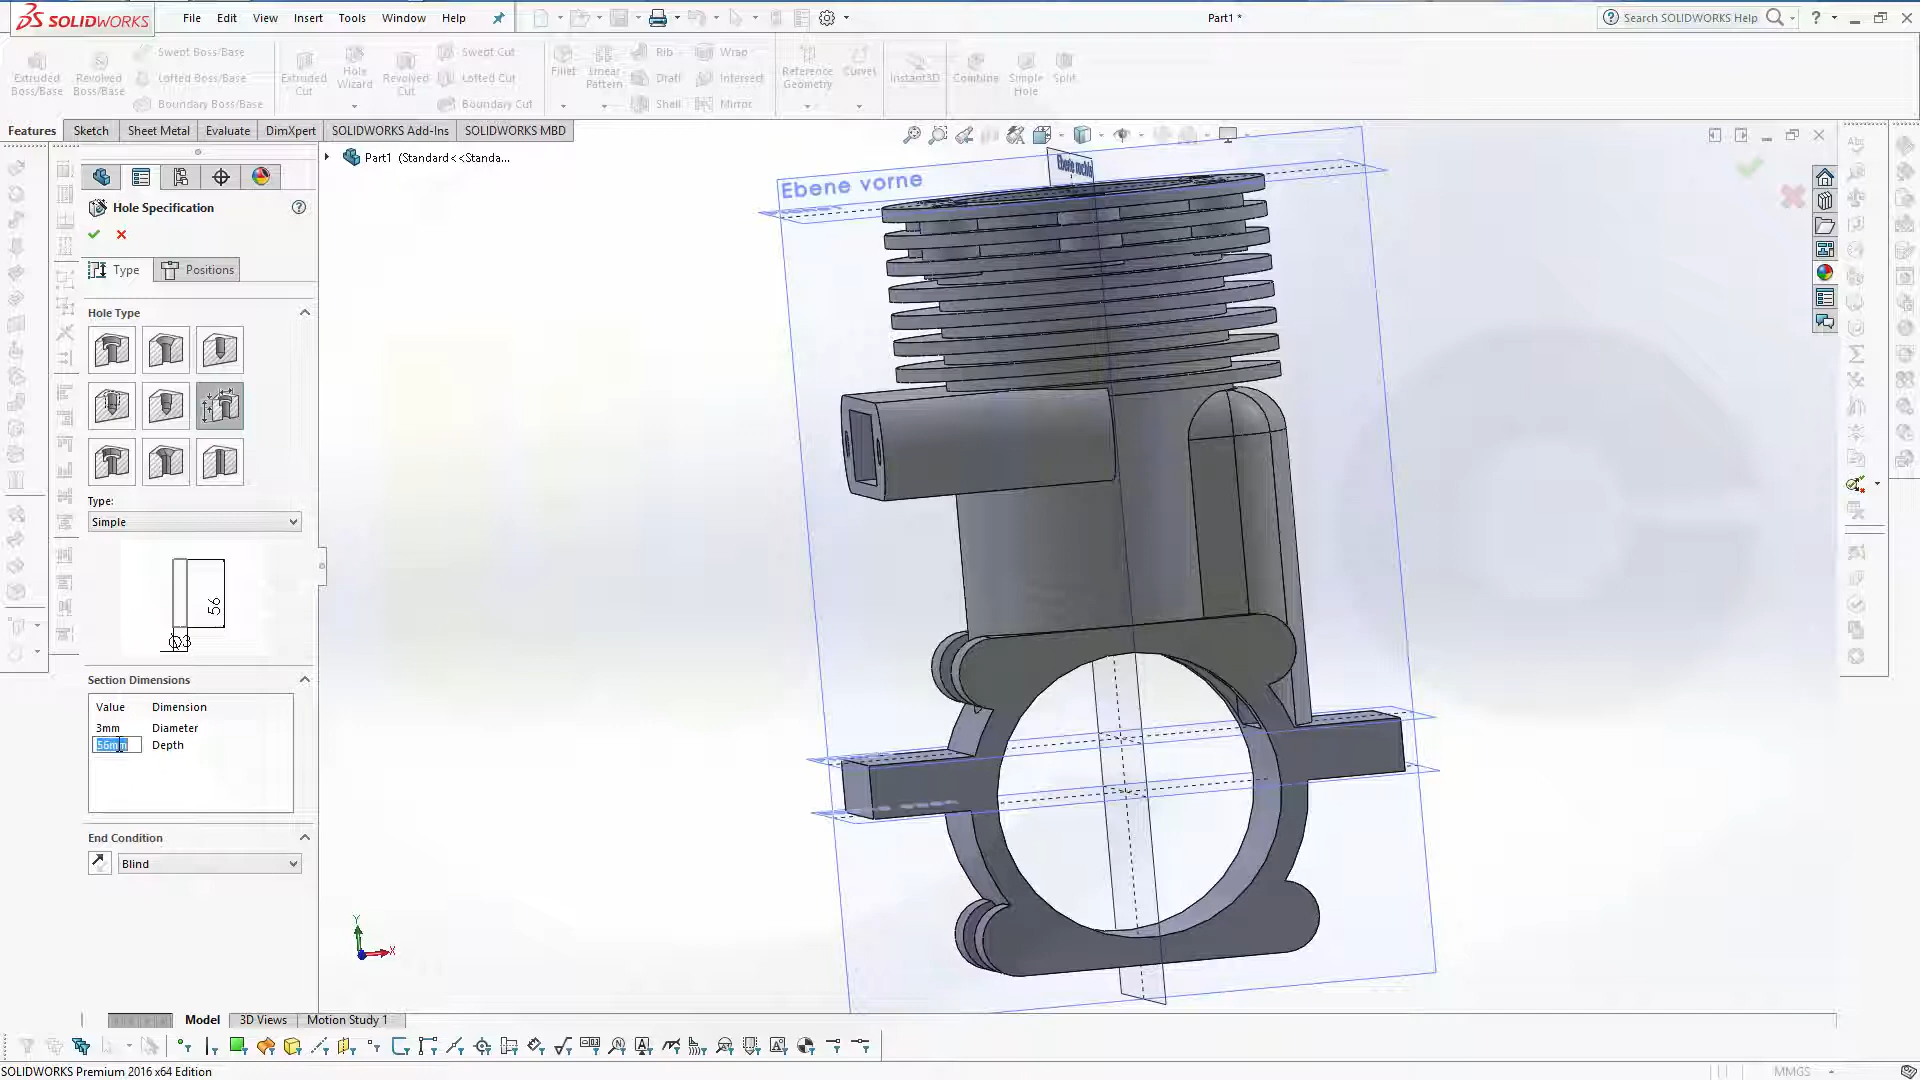 SOLIDWORKS File Edit View Insert Tools Window Help Part1 * Search SOLIDWORKS Help
Extruded Boss/Base Revolved Boss/Base Swept Boss/Base Lofted Boss/Base Boundary Boss/Base Extruded Cut Hole Wizard Revolved Cut Swept Cut Lofted Cut Boundary Cut Fillet Linear Pattern Rib Draft Shell Wrap Intersect Mirror Reference Geometry Curves Instant3D Combine Simple Hole Split
Features Sketch Sheet Metal Evaluate DimXpert SOLIDWORKS Add-Ins SOLIDWORKS MBD
Part1 (Standard<<Standa...
Ebene vorne
Hole Specification
Type Positions
Hole Type
Type:
Simple
56
Ø3
Section Dimensions
Value Dimension
3mm Diameter
56mm Depth
End Condition
Blind
Y
X
Model 3D Views Motion Study 1
SOLIDWORKS Premium 2016 x64 Edition MMGS